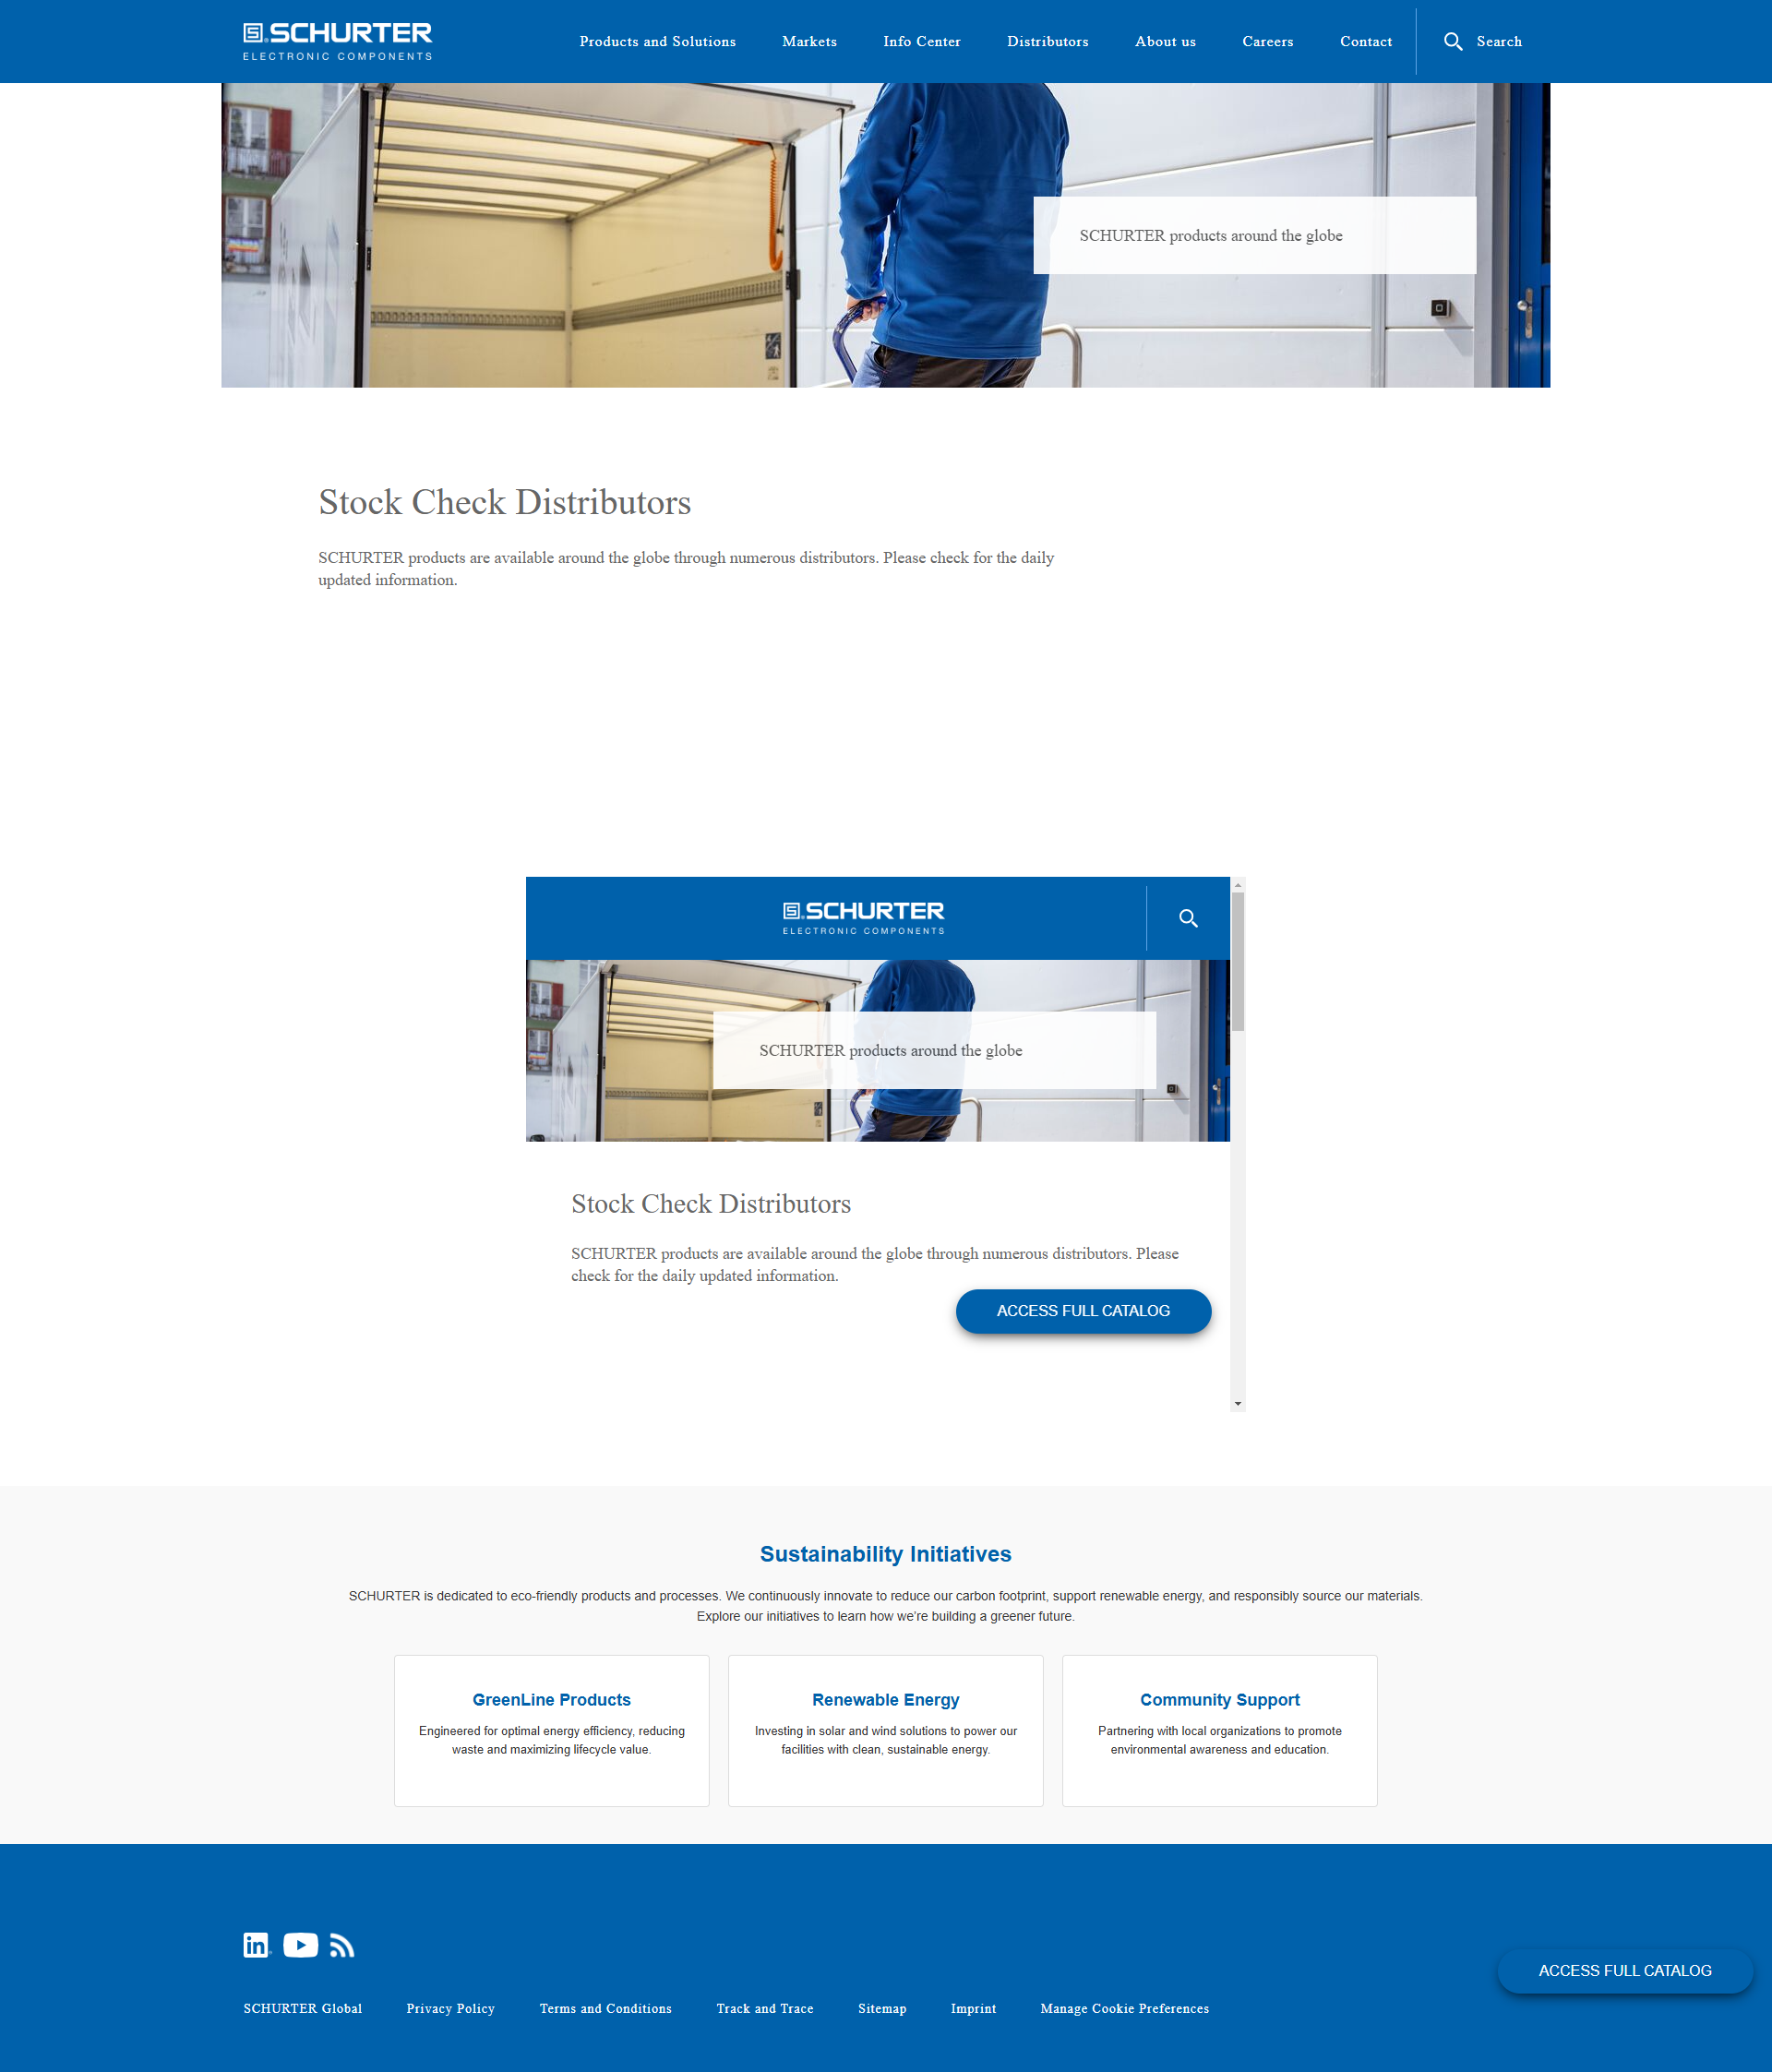 SCHURTER
ELECTRONIC COMPONENTS
Products and Solutions
Markets
Info Center
Distributors
About us
Careers
Contact
Search
SCHURTER products around the globe
Stock Check Distributors
SCHURTER products are available around the globe through numerous distributors. Please check for the daily
updated information.
SCHURTER
ELECTRONIC COMPONENTS
SCHURTER products around the globe
Stock Check Distributors
SCHURTER products are available around the globe through numerous distributors. Please
check for the daily updated information.
ACCESS FULL CATALOG
Sustainability Initiatives
SCHURTER is dedicated to eco-friendly products and processes. We continuously innovate to reduce our carbon footprint, support renewable energy, and responsibly source our materials.
Explore our initiatives to learn how we’re building a greener future.
GreenLine Products
Engineered for optimal energy efficiency, reducing
waste and maximizing lifecycle value.
Renewable Energy
Investing in solar and wind solutions to power our
facilities with clean, sustainable energy.
Community Support
Partnering with local organizations to promote
environmental awareness and education.
in
ACCESS FULL CATALOG
SCHURTER Global
Privacy Policy
Terms and Conditions
Track and Trace
Sitemap
Imprint
Manage Cookie Preferences